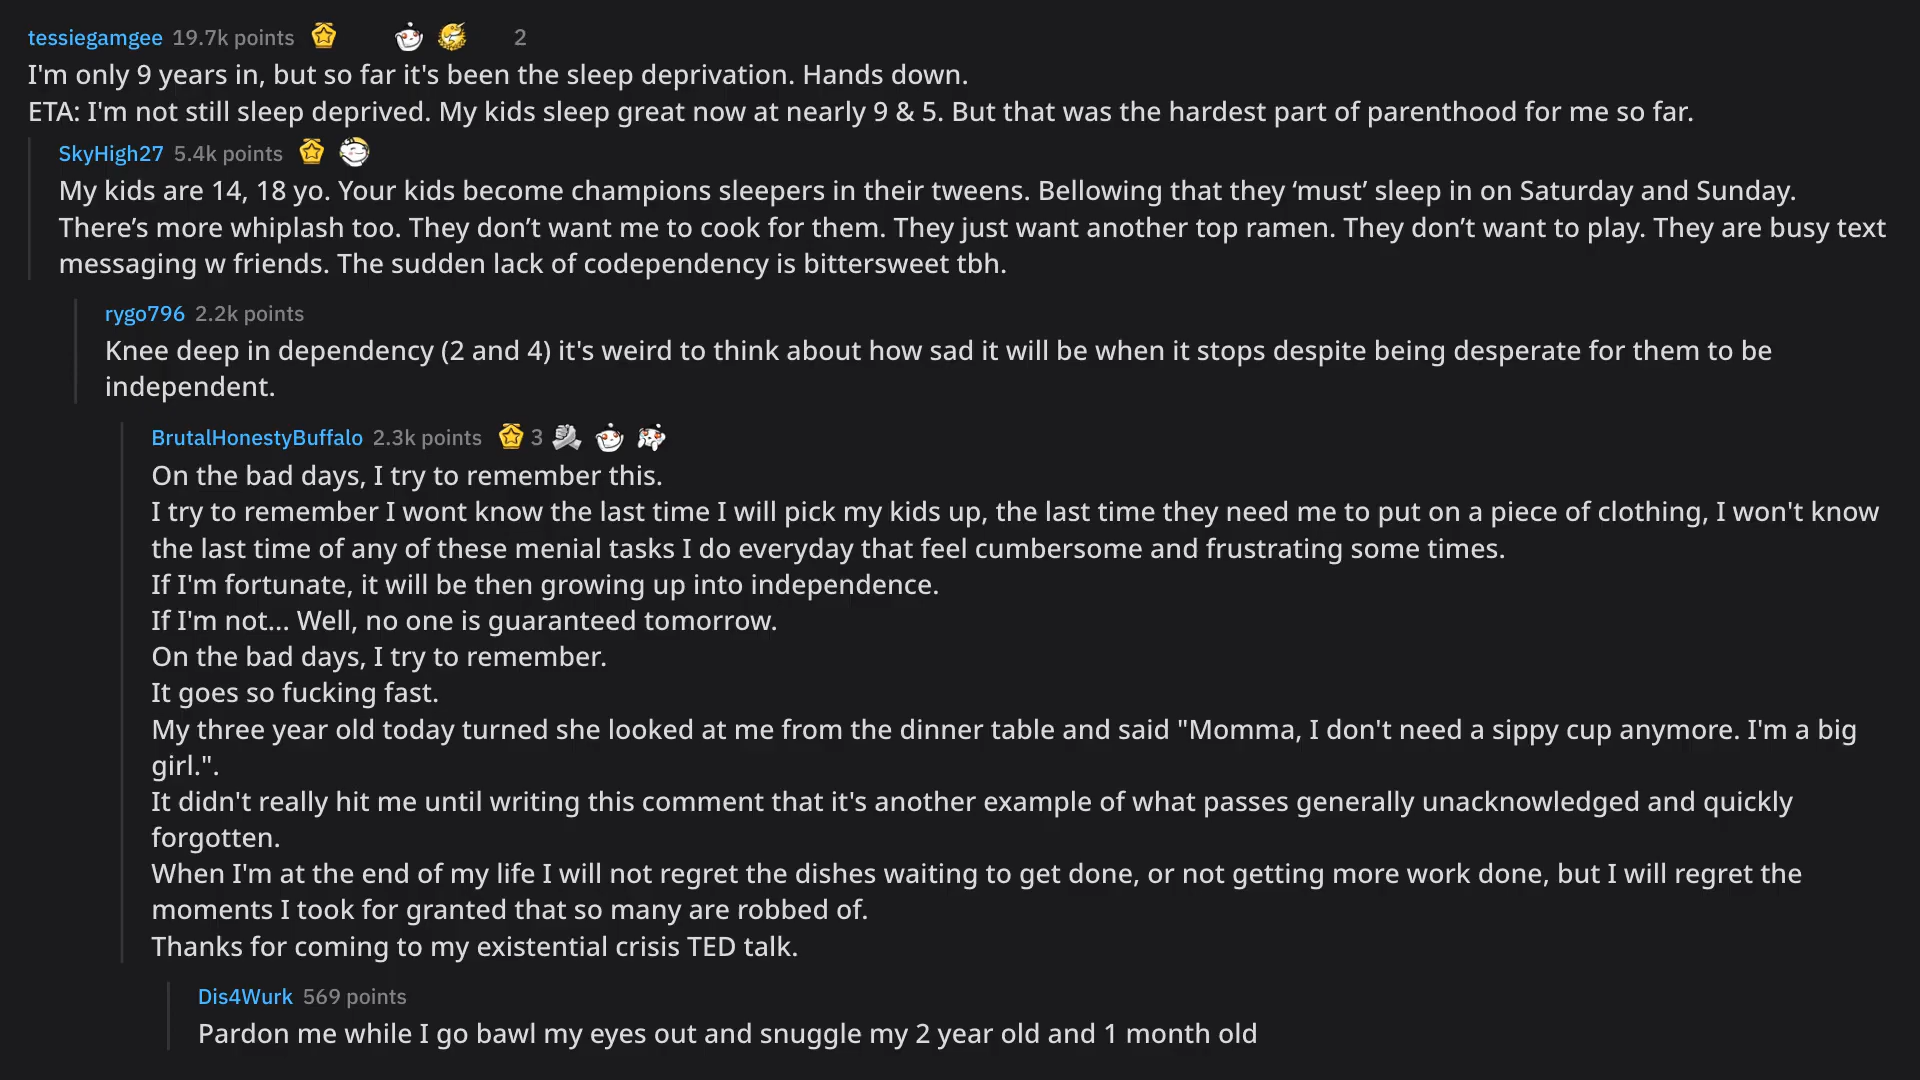 tessiegamgee 19.7k points 2
I'm only 9 years in, but so far it's been the sleep deprivation. Hands down.
ETA: I'm not still sleep deprived. My kids sleep great now at nearly 9 & 5. But that was the hardest part of parenthood for me so far.
SkyHigh27 5.4k points
My kids are 14, 18 yo. Your kids become champions sleepers in their tweens. Bellowing that they ‘must’ sleep in on Saturday and Sunday.
There’s more whiplash too. They don’t want me to cook for them. They just want another top ramen. They don’t want to play. They are busy text
messaging w friends. The sudden lack of codependency is bittersweet tbh.
rygo796 2.2k points
Knee deep in dependency (2 and 4) it's weird to think about how sad it will be when it stops despite being desperate for them to be
independent.
BrutalHonestyBuffalo 2.3k points 3
On the bad days, I try to remember this.
I try to remember I wont know the last time I will pick my kids up, the last time they need me to put on a piece of clothing, I won't know
the last time of any of these menial tasks I do everyday that feel cumbersome and frustrating some times.
If I'm fortunate, it will be then growing up into independence.
If I'm not... Well, no one is guaranteed tomorrow.
On the bad days, I try to remember.
It goes so fucking fast.
My three year old today turned she looked at me from the dinner table and said "Momma, I don't need a sippy cup anymore. I'm a big
girl.".
It didn't really hit me until writing this comment that it's another example of what passes generally unacknowledged and quickly
forgotten.
When I'm at the end of my life I will not regret the dishes waiting to get done, or not getting more work done, but I will regret the
moments I took for granted that so many are robbed of.
Thanks for coming to my existential crisis TED talk.
Dis4Wurk 569 points
Pardon me while I go bawl my eyes out and snuggle my 2 year old and 1 month old